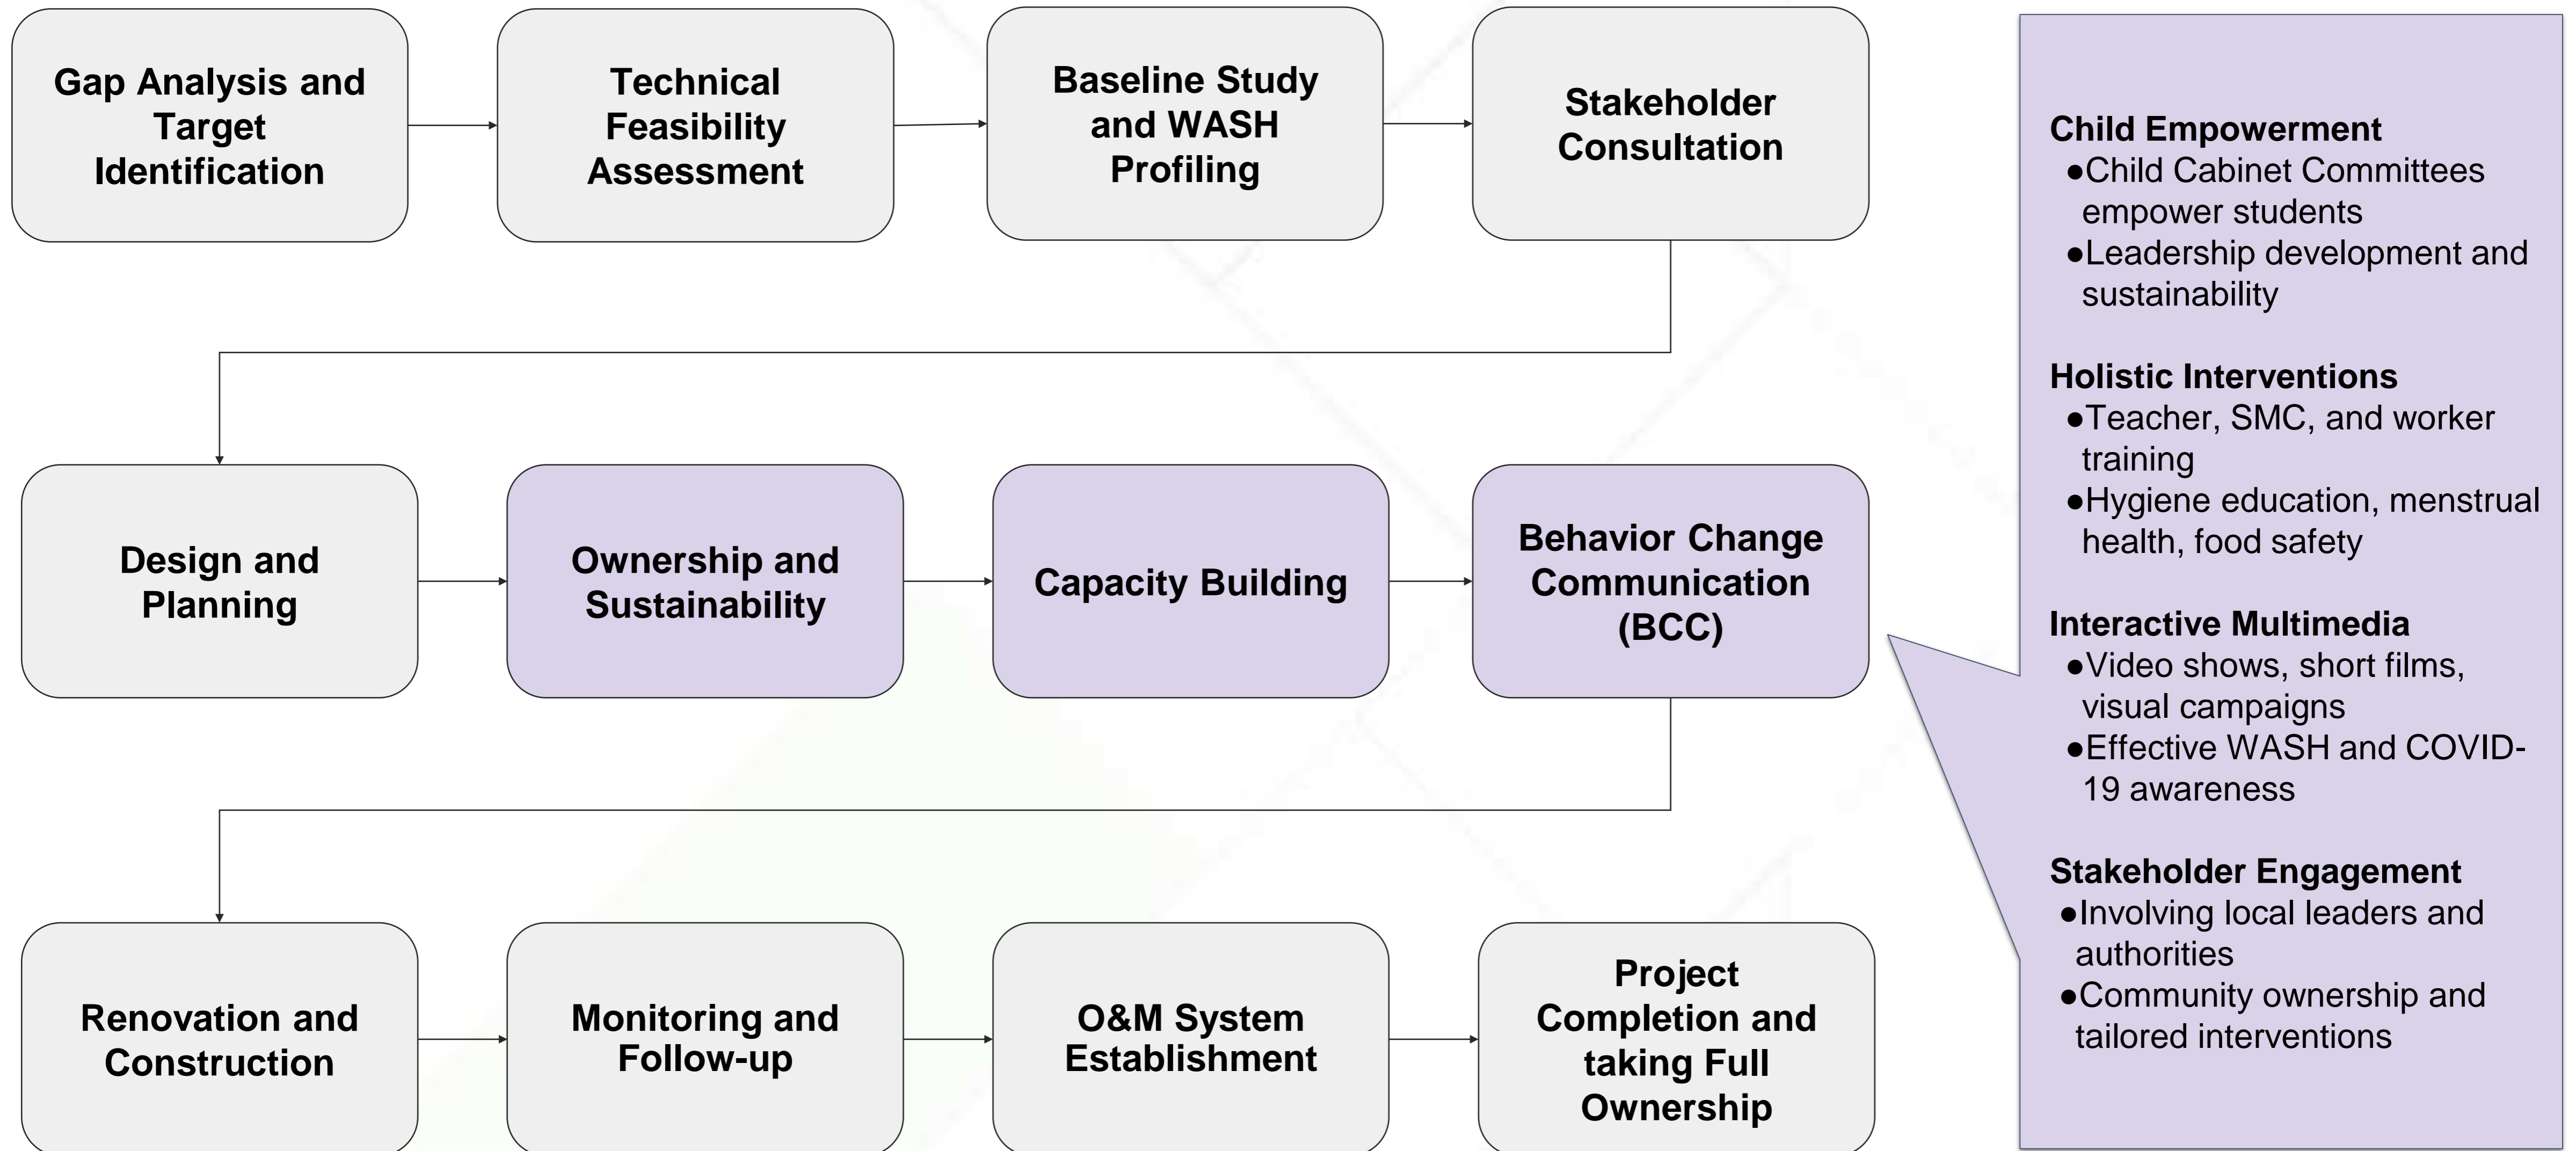 Gap Analysis and
Target
Identification
Technical
Feasibility
Assessment
Baseline Study
and WASH
Profiling
Stakeholder
Consultation
Design and
Planning
Ownership and
Sustainability
Capacity Building
Behavior Change
Communication
(BCC)
Renovation and
Construction
Monitoring and
Follow-up
O&M System
Establishment
Project
Completion and
taking Full
Ownership
Child Empowerment
●Child Cabinet Committees
empower students
●Leadership development and
sustainability
Holistic Interventions
●Teacher, SMC, and worker
training
●Hygiene education, menstrual
health, food safety
Interactive Multimedia
●Video shows, short films,
visual campaigns
●Effective WASH and COVID-
19 awareness
Stakeholder Engagement
●Involving local leaders and
authorities
●Community ownership and
tailored interventions